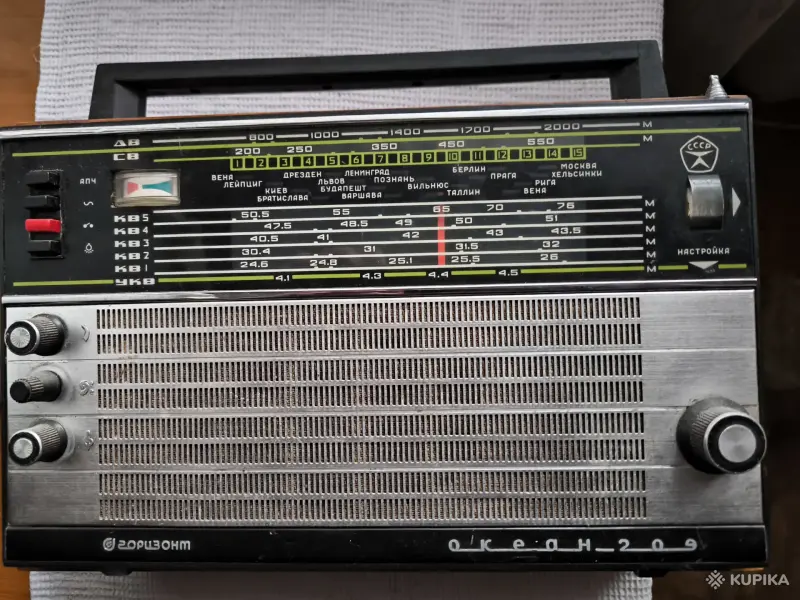 ДВ 800 1000 1400 1700 2000 М
СВ 200 250 350 450 550 М
1 2 3 4 5 6 7 8 9 10 11 12 13 14 15
СССР
АПЧ
ВЕНА ДРЕЗДЕН ЛЕНИНГРАД БЕРЛИН МОСКВА
ЛЕЙПЦИГ ЛЬВОВ ПОЗНАНЬ ПРАГА ХЕЛЬСИНКИ
КИЕВ БУДАПЕШТ ВИЛЬНЮС РИГА
БРАТИСЛАВА ВАРШАВА ТАЛЛИН ВЕНА
КВ5 50.5 55 65 70 76 М
КВ4 47.5 48.5 49 50 51 М
КВ3 40.5 41 42 43 43.5 М
КВ2 30.4 31 31.5 32 М
КВ1 24.6 24.8 25.1 25.5 26 М
УКВ 4.1 4.3 4.4 4.5 М
НАСТРОЙКА
ГОРИЗОНТ
океан-209
KUPIKA